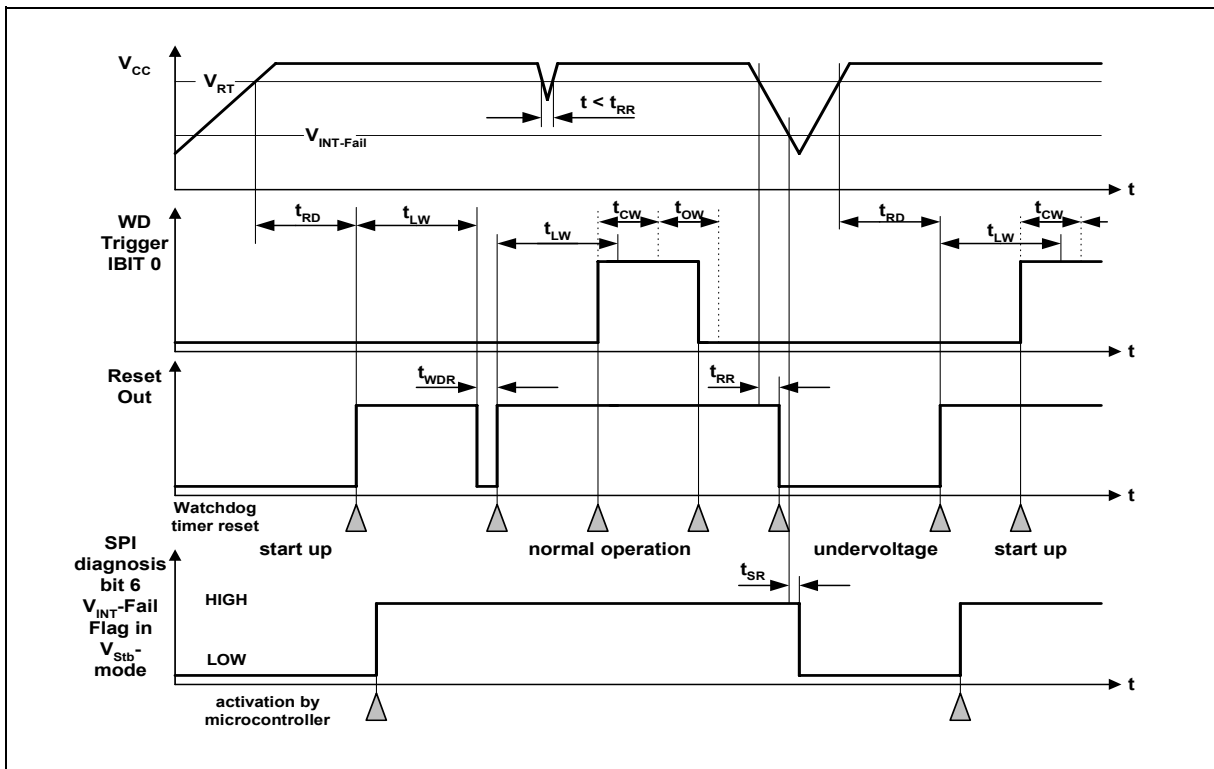 V_CC
V_RT
t < t_RR
V_INT-Fail
t
WD
Trigger
IBIT 0
t_RD
t_LW
t_LW
t_CW
t_OW
t_RD
t_LW
t_CW
t
Reset
Out
t_WDR
t_RR
t
Watchdog
timer reset
start up
normal operation
undervoltage
start up
SPI
diagnosis
bit 6
V_INT-Fail
Flag in
V_Stb-
mode
HIGH
LOW
t_SR
t
activation by
microcontroller